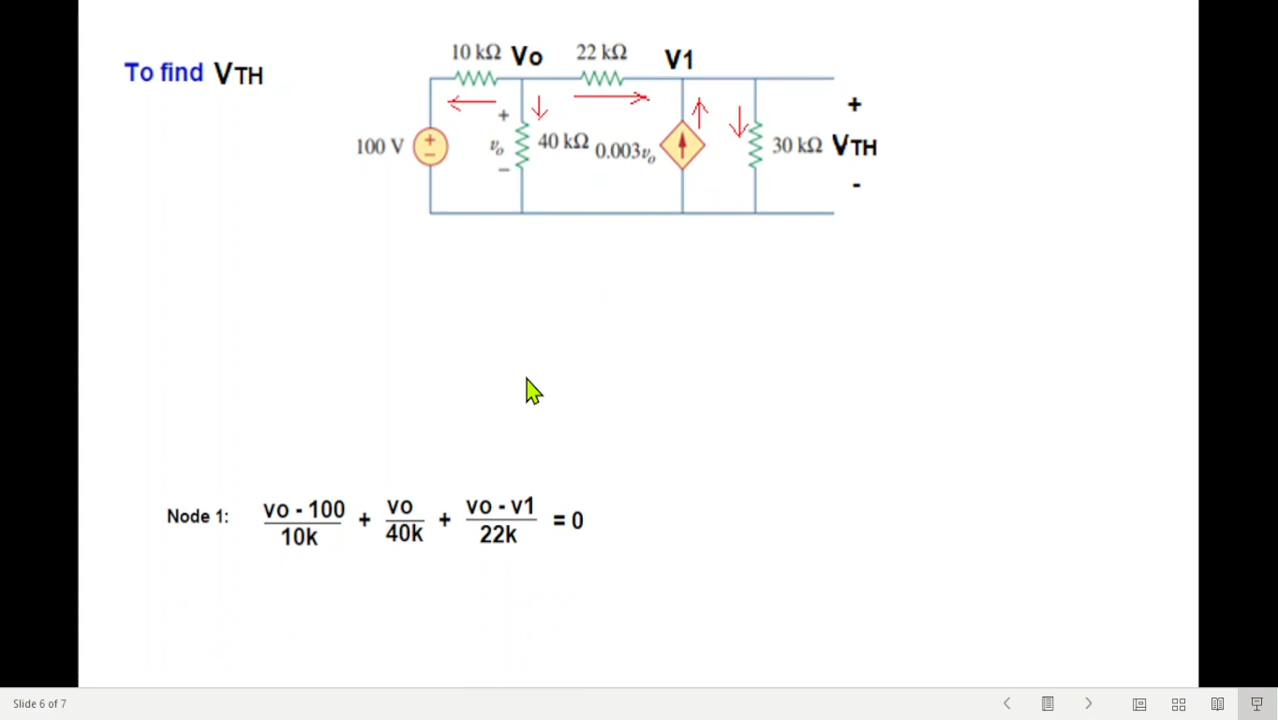 To find VTH
10 kΩ Vo 22 kΩ V1
+ +
100 V + − vo 40 kΩ 0.003vo 30 kΩ VTH
− -
Node 1: vo - 100 / 10k + vo / 40k + vo - v1 / 22k = 0
Slide 6 of 7